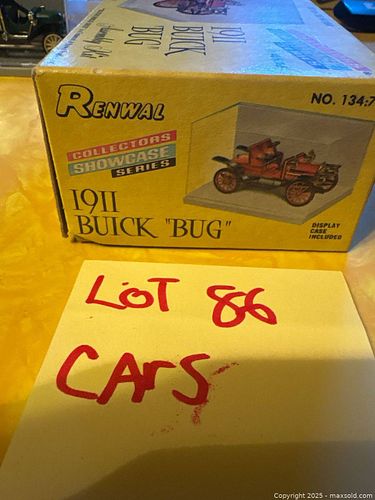 1911
BUICK
BUG
RENWAL
NO. 134:7
COLLECTORS
SHOWCASE
SERIES
1911
BUICK "BUG"
DISPLAY
CASE
INCLUDED
LOT 86
CArS
Copyright 2025 - maxsold.com